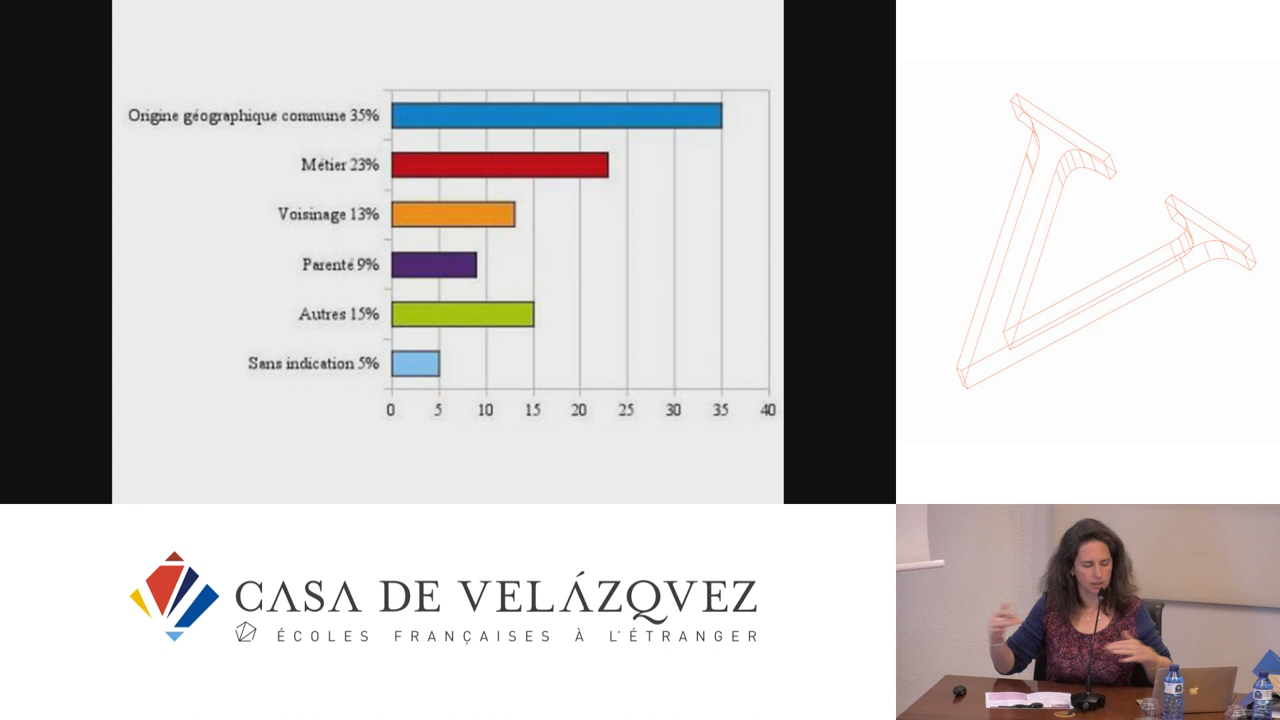 Origine géographique commune 35%
Métier 23%
Voisinage 13%
Parenté 9%
Autres 15%
Sans indication 5%
0 5 10 15 20 25 30 35 40
CASA DE VELÁZQVEZ
ÉCOLES FRANÇAISES À L'ÉTRANGER